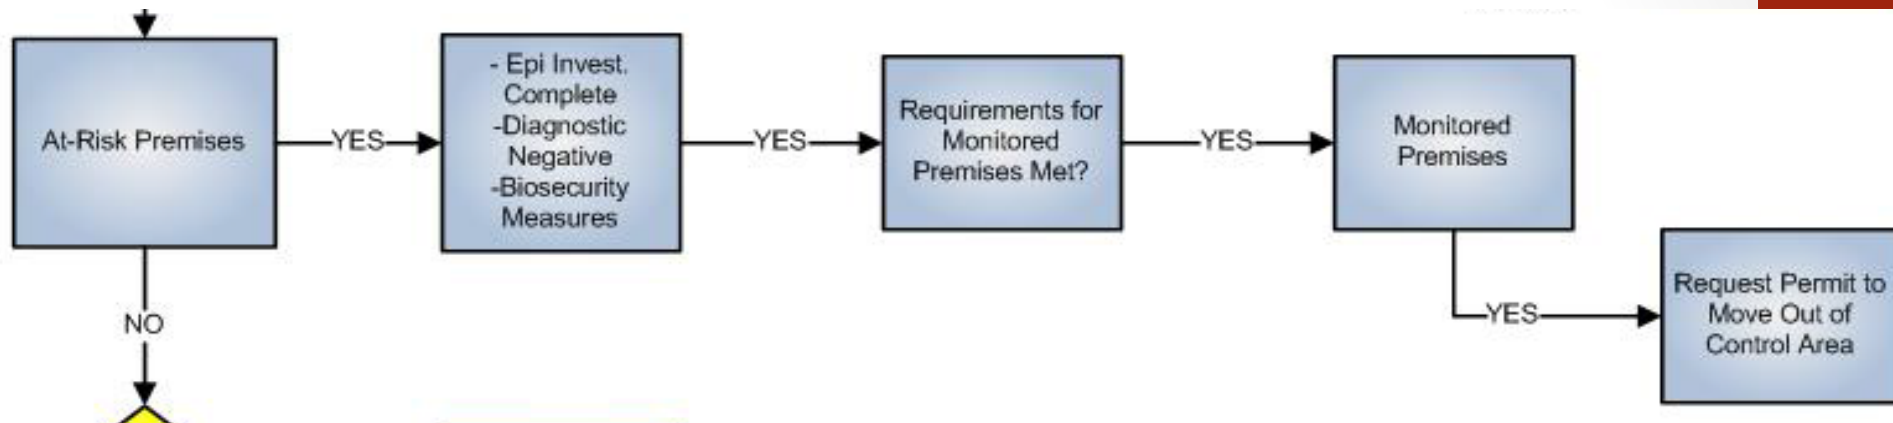 At-Risk Premises
YES
- Epi Invest.
Complete
-Diagnostic
Negative
-Biosecurity
Measures
YES
Requirements for
Monitored
Premises Met?
YES
Monitored
Premises
YES
Request Permit to
Move Out of
Control Area
NO